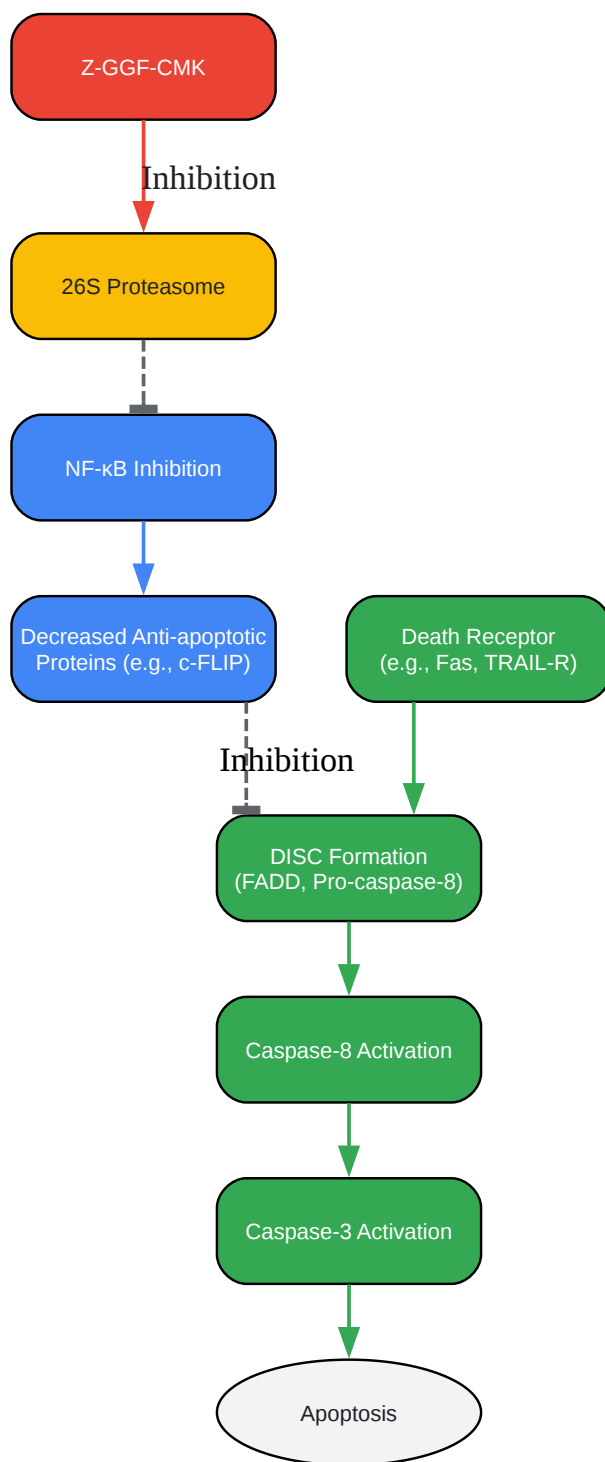 Z-GGF-CMK
Inhibition
26S Proteasome
NF-κB Inhibition
Decreased Anti-apoptotic
Proteins (e.g., c-FLIP)
Death Receptor
(e.g., Fas, TRAIL-R)
Inhibition
DISC Formation
(FADD, Pro-caspase-8)
Caspase-8 Activation
Caspase-3 Activation
Apoptosis